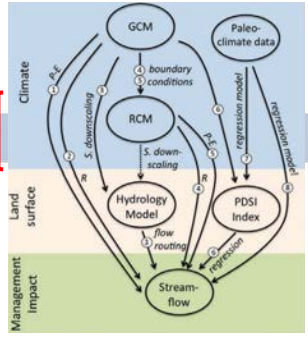 Climate
Land
surface
Management
Impact
GCM
Paleo-
climate data
P-E
1
2
R
3
S. downscaling
4
5
boundary
conditions
RCM
S. down-
scaling
P-E
5
4
R
6
regression model
7
regression model
8
Hydrology
Model
PDSI
Index
3
flow
routing
6
regression
Stream-
flow